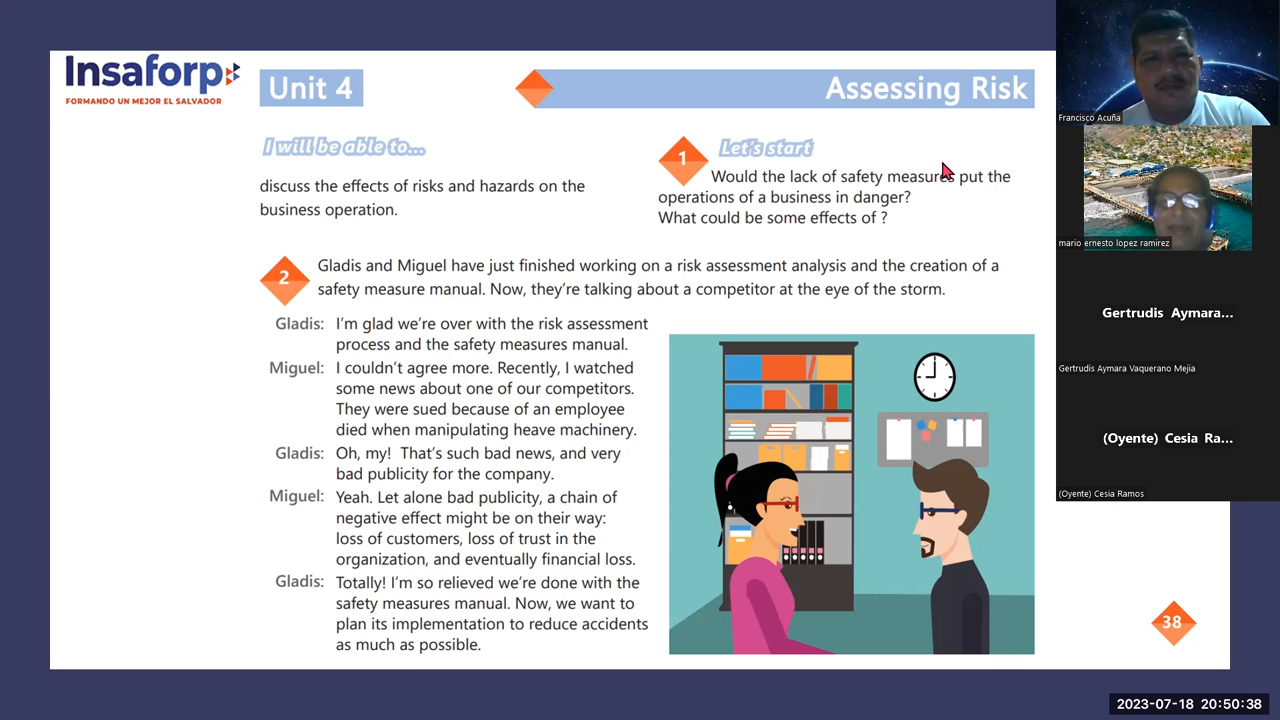 Insaforp
FORMANDO UN MEJOR EL SALVADOR
Unit 4
Assessing Risk
I will be able to...
discuss the effects of risks and hazards on the
business operation.
1
Let's start
Would the lack of safety measures put the
operations of a business in danger?
What could be some effects of ?
2
Gladis and Miguel have just finished working on a risk assessment analysis and the creation of a
safety measure manual. Now, they're talking about a competitor at the eye of the storm.
Gladis: I'm glad we're over with the risk assessment
process and the safety measures manual.
Miguel: I couldn't agree more. Recently, I watched
some news about one of our competitors.
They were sued because of an employee
died when manipulating heave machinery.
Gladis: Oh, my! That's such bad news, and very
bad publicity for the company.
Miguel: Yeah. Let alone bad publicity, a chain of
negative effect might be on their way:
loss of customers, loss of trust in the
organization, and eventually financial loss.
Gladis: Totally! I'm so relieved we're done with the
safety measures manual. Now, we want to
plan its implementation to reduce accidents
as much as possible.
38
Francisco Acuña
mario ernesto lopez ramirez
Gertrudis Aymara...
Gertrudis Aymara Vaquerano Mejia
(Oyente) Cesia Ra...
(Oyente) Cesia Ramos
2023-07-18 20:50:38